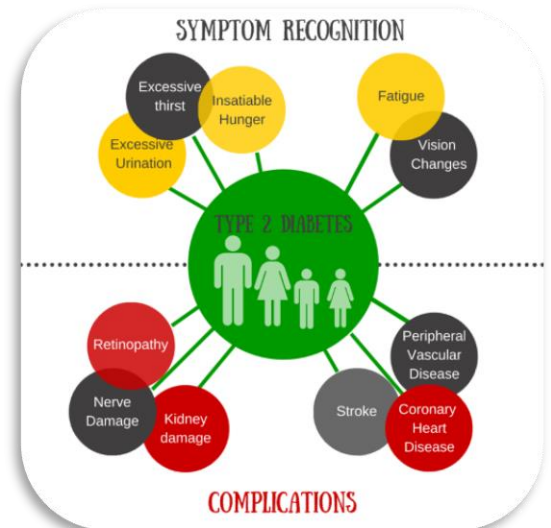 SYMPTOM RECOGNITION
Excessive
thirst
Insatiable
Hunger
Excessive
Urination
Fatigue
Vision
Changes
TYPE 2 DIABETES
Retinopathy
Nerve
Damage
Kidney
damage
Stroke
Peripheral
Vascular
Disease
Coronary
Heart
Disease
COMPLICATIONS